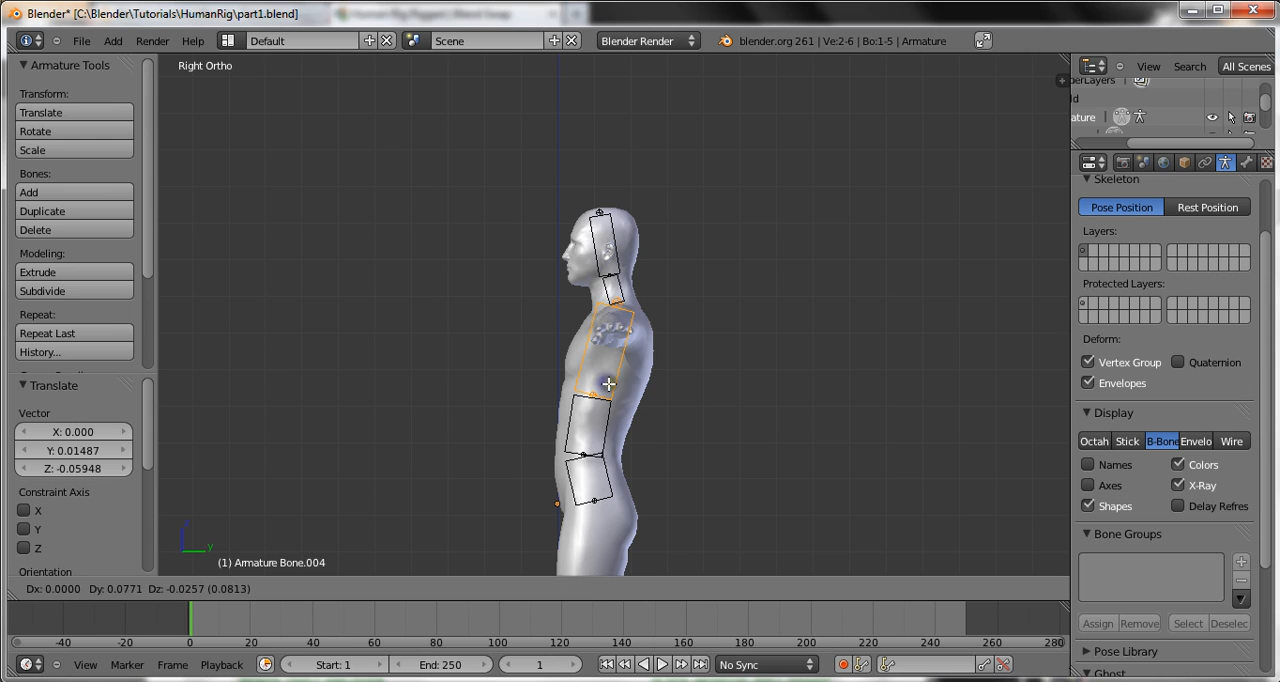 Blender* [C:\Blender\Tutorials\HumanRig\part1.blend]
File Add Render Help Default Scene Blender Render blender.org 261 | Ve:2-6 | Bo:1-5 | Armature
View Search All Scenes
Armature Tools
Right Ortho
Transform:
Translate
Rotate
Scale
Bones:
Add
Duplicate
Delete
Modeling:
Extrude
Subdivide
Repeat:
Repeat Last
History...
Translate
Vector
X: 0.000
Y: 0.01487
Z: -0.05948
Constraint Axis
X
Y
Z
Orientation
y
(1) Armature Bone.004
Dx: 0.0000 Dy: 0.0771 Dz: -0.0257 (0.0813)
derLayers |
ld
ature |
Skeleton
Pose Position Rest Position
Layers:
Protected Layers:
Deform:
Vertex Group Quaternion
Envelopes
Display
Octah Stick B-Bone Envelo Wire
Names Colors
Axes X-Ray
Shapes Delay Refres
Bone Groups
Assign Remove Select Deselec
Pose Library
Ghost
-40 -20 0 20 40 60 80 100 120 140 160 180 200 220 240 260 280
View Marker Frame Playback Start: 1 End: 250 1 No Sync